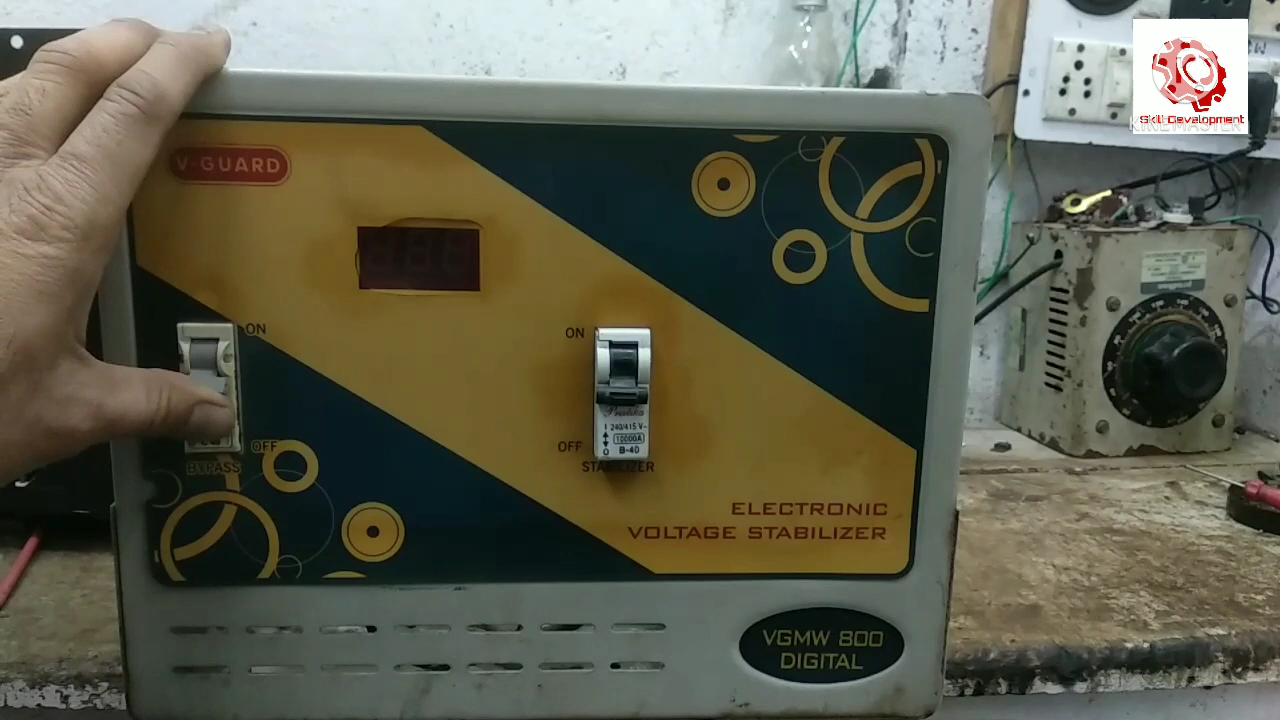 V-GUARD
Skill Development
KINEMASTER
ON
OFF
BYPASS
ON
OFF
240/415 V~
10000A
B-40
STABILIZER
ELECTRONIC
VOLTAGE STABILIZER
VGMW 800
DIGITAL